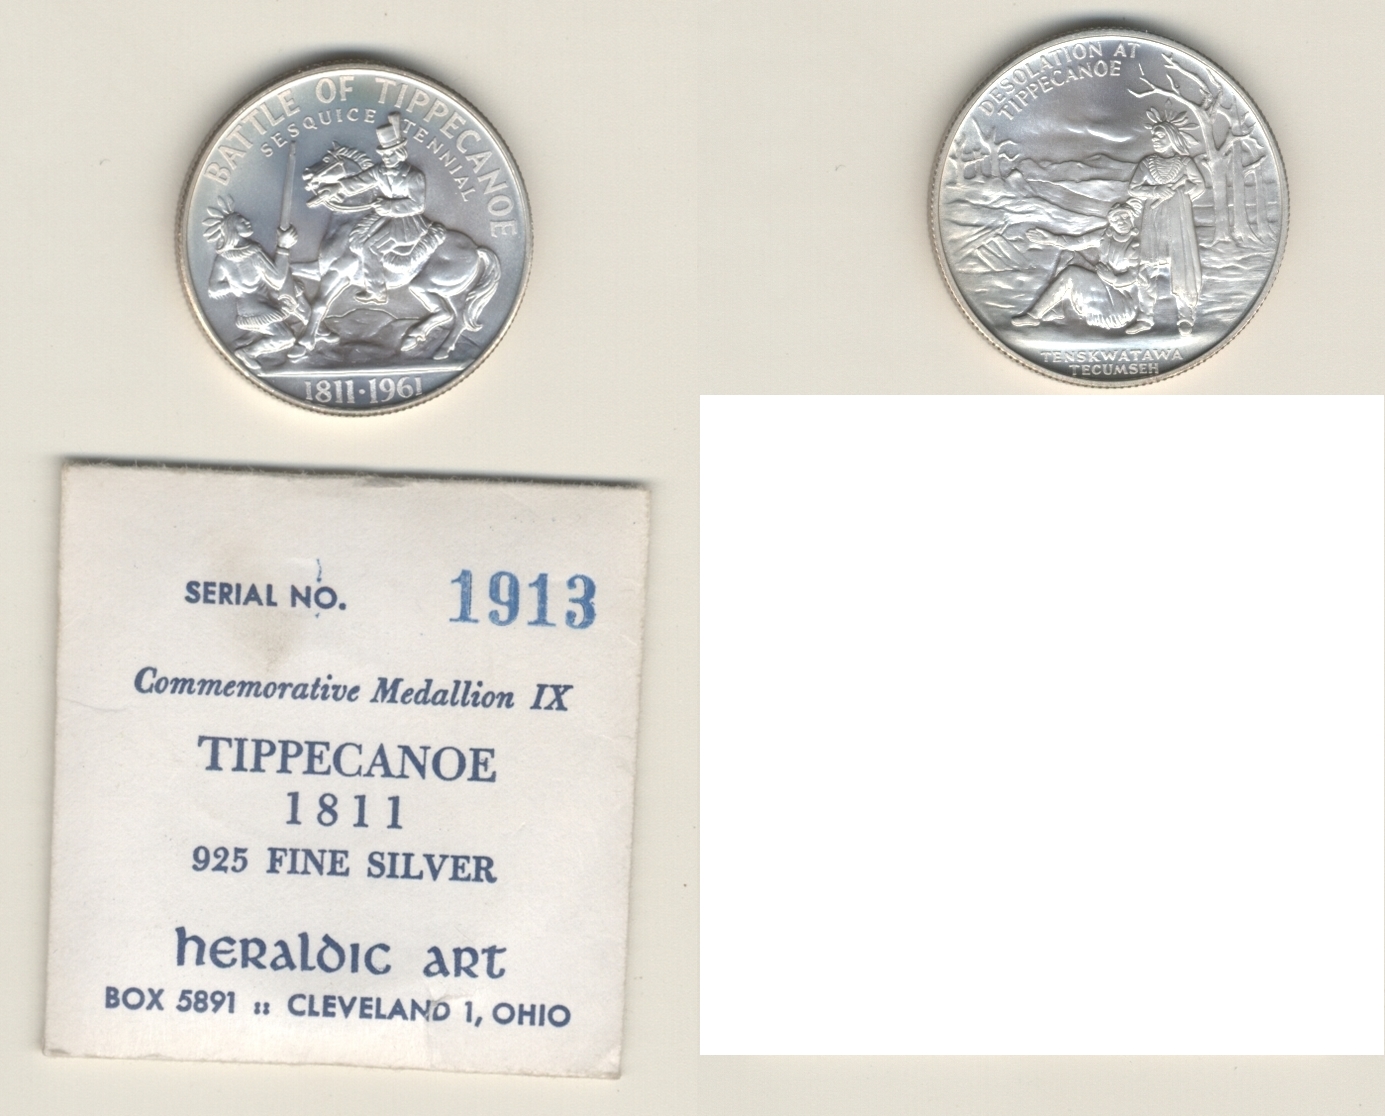 BATTLE OF TIPPECANOE
SESQUICENTENNIAL
1811·1961
DESOLATION AT
TIPPECANOE
TENSKWATAWA
TECUMSEH
SERIAL NO. 1913
Commemorative Medallion IX
TIPPECANOE
1811
925 FINE SILVER
heraldic art
BOX 5891 :: CLEVELAND 1, OHIO